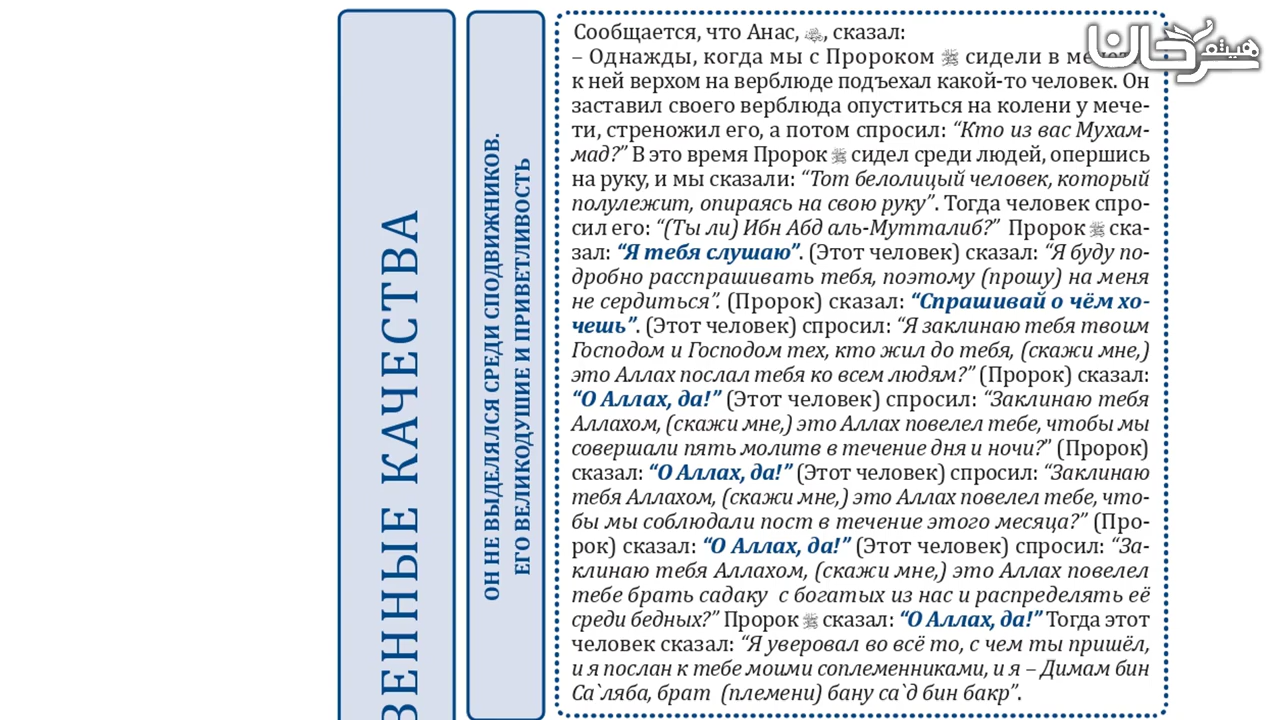 ВЕННЫЕ КАЧЕСТВА
ОН НЕ ВЫДЕЛЯЛСЯ СРЕДИ СПОДВИЖНИКОВ.
ЕГО ВЕЛИКОДУШИЕ И ПРИВЕТЛИВОСТЬ
Сообщается, что Анас, , сказал:
– Однажды, когда мы с Пророком ﷺ сидели в
к ней верхом на верблюде подъехал какой-то человек. Он
заставил своего верблюда опуститься на колени у мече-
ти, стреножил его, а потом спросил: “Кто из вас Мухам-
мад?” В это время Пророк ﷺ сидел среди людей, опершись
на руку, и мы сказали: “Тот белолицый человек, который
полулежит, опираясь на свою руку”. Тогда человек спро-
сил его: “(Ты ли) Ибн Абд аль-Мутталиб?” Пророк ﷺ ска-
зал: “Я тебя слушаю”. (Этот человек) сказал: “Я буду по-
дробно расспрашивать тебя, поэтому (прошу) на меня
не сердиться”. (Пророк) сказал: “Спрашивай о чём хо-
чешь”. (Этот человек) спросил: “Я заклинаю тебя твоим
Господом и Господом тех, кто жил до тебя, (скажи мне,)
это Аллах послал тебя ко всем людям?” (Пророк) сказал:
“О Аллах, да!” (Этот человек) спросил: “Заклинаю тебя
Аллахом, (скажи мне,) это Аллах повелел тебе, чтобы мы
совершали пять молитв в течение дня и ночи?” (Пророк)
сказал: “О Аллах, да!” (Этот человек) спросил: “Заклинаю
тебя Аллахом, (скажи мне,) это Аллах повелел тебе, что-
бы мы соблюдали пост в течение этого месяца?” (Про-
рок) сказал: “О Аллах, да!” (Этот человек) спросил: “За-
клинаю тебя Аллахом, (скажи мне,) это Аллах повелел
тебе брать садаку с богатых из нас и распределять её
среди бедных?” Пророк ﷺ сказал: “О Аллах, да!” Тогда этот
человек сказал: “Я уверовал во всё то, с чем ты пришёл,
и я послан к тебе моими соплеменниками, и я – Димам бин
Са`ляба, брат (племени) бану са`д бин бакр”.
هيثم سرحان